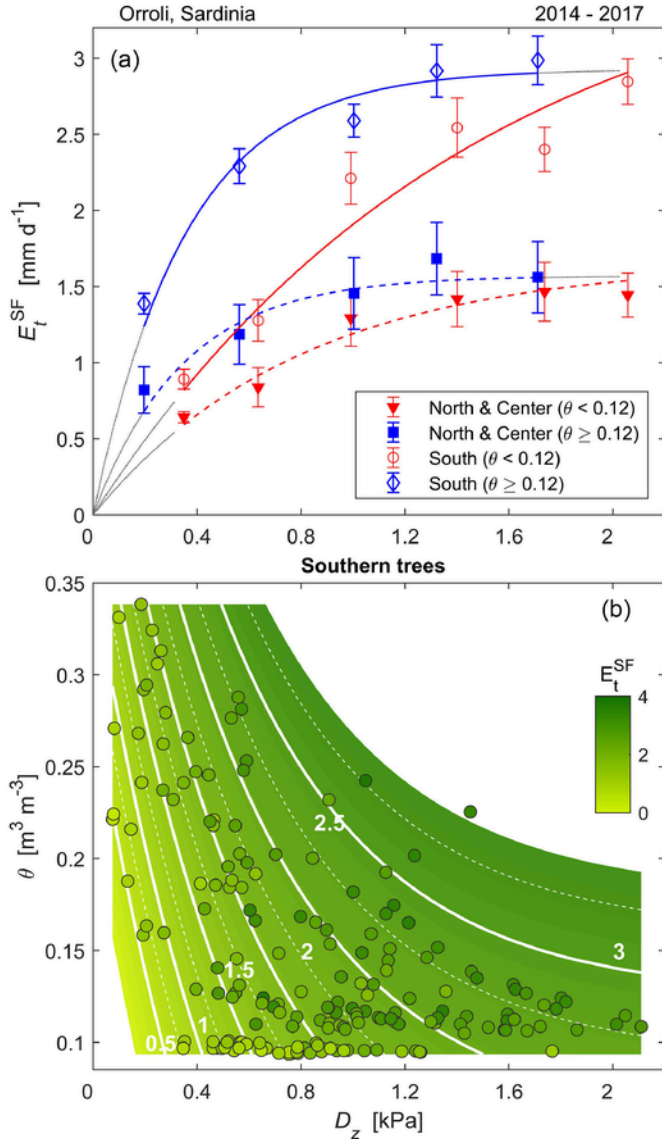 Orroli, Sardinia 2014 - 2017
(a)
3
2.5
2
1.5
1
0.5
0
E_t^SF [mm d⁻¹]
North & Center (θ < 0.12)
North & Center (θ ≥ 0.12)
South (θ < 0.12)
South (θ ≥ 0.12)
0 0.4 0.8 1.2 1.6 2
Southern trees
(b)
0.35
0.3
0.25
0.2
0.15
0.1
θ [m³ m⁻³]
E_t^SF
4
2
0
2.5
3
2
1.5
1
0.5
0 0.4 0.8 1.2 1.6 2
D_z [kPa]